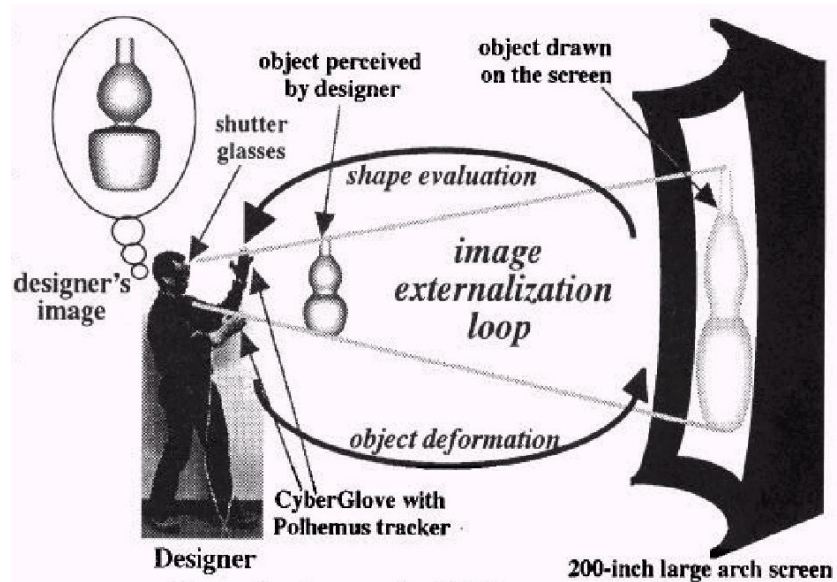 object perceived
by designer
object drawn
on the screen
shutter
glasses
shape evaluation
designer's
image
image
externalization
loop
object deformation
CyberGlove with
Polhemus tracker
Designer
200-inch large arch screen